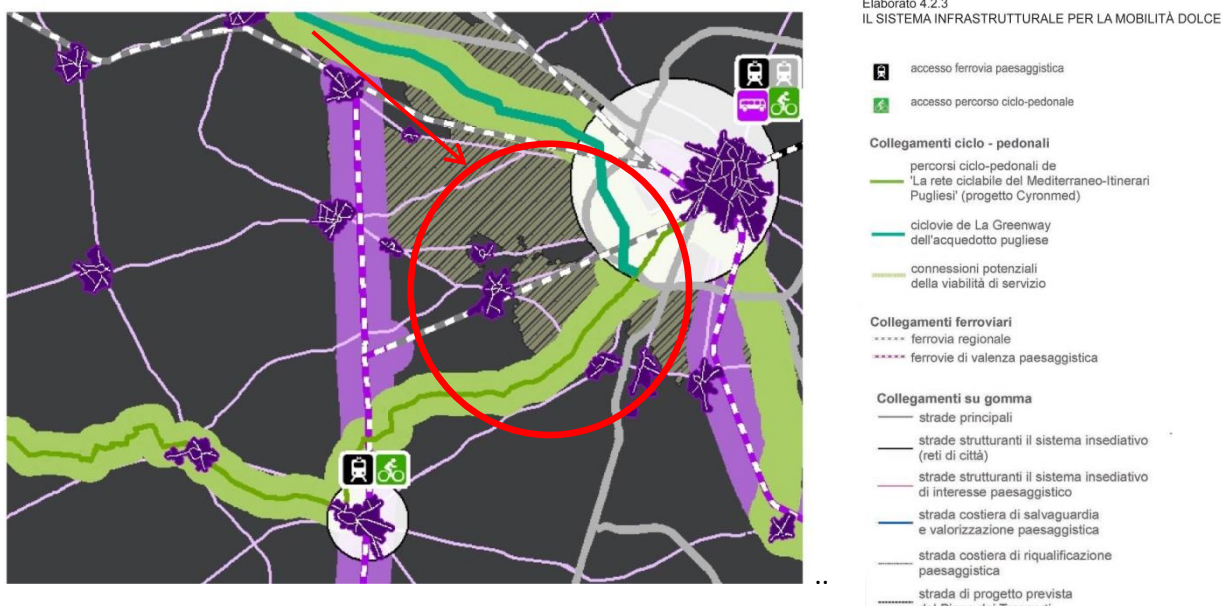 Elaborato 4.2.3
IL SISTEMA INFRASTRUTTURALE PER LA MOBILITÀ DOLCE
accesso ferrovia paesaggistica
accesso percorso ciclo-pedonale
Collegamenti ciclo - pedonali
percorsi ciclo-pedonali de
'La rete ciclabile del Mediterraneo-Itinerari
Pugliesi' (progetto Cyronmed)
ciclovie de La Greenway
dell'acquedotto pugliese
connessioni potenziali
della viabilità di servizio
Collegamenti ferroviari
ferrovia regionale
ferrovie di valenza paesaggistica
Collegamenti su gomma
strade principali
strade strutturanti il sistema insediativo
(reti di città)
strade strutturanti il sistema insediativo
di interesse paesaggistico
strada costiera di salvaguardia
e valorizzazione paesaggistica
strada costiera di riqualificazione
paesaggistica
strada di progetto prevista